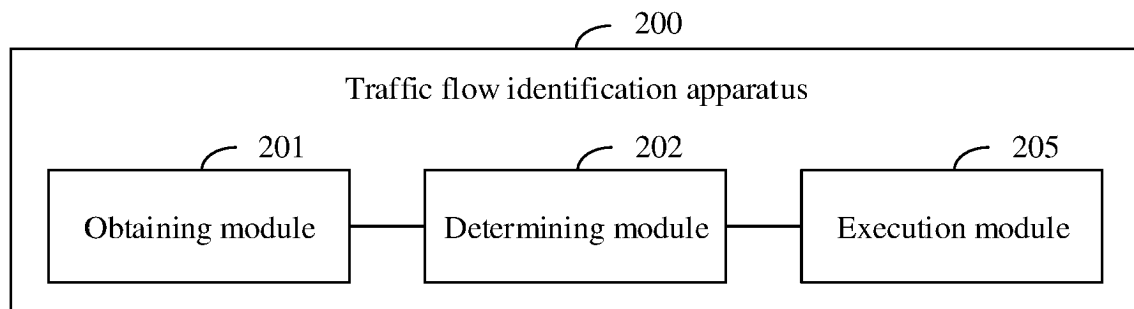 200
Traffic flow identification apparatus
201
202
205
Obtaining module
Determining module
Execution module